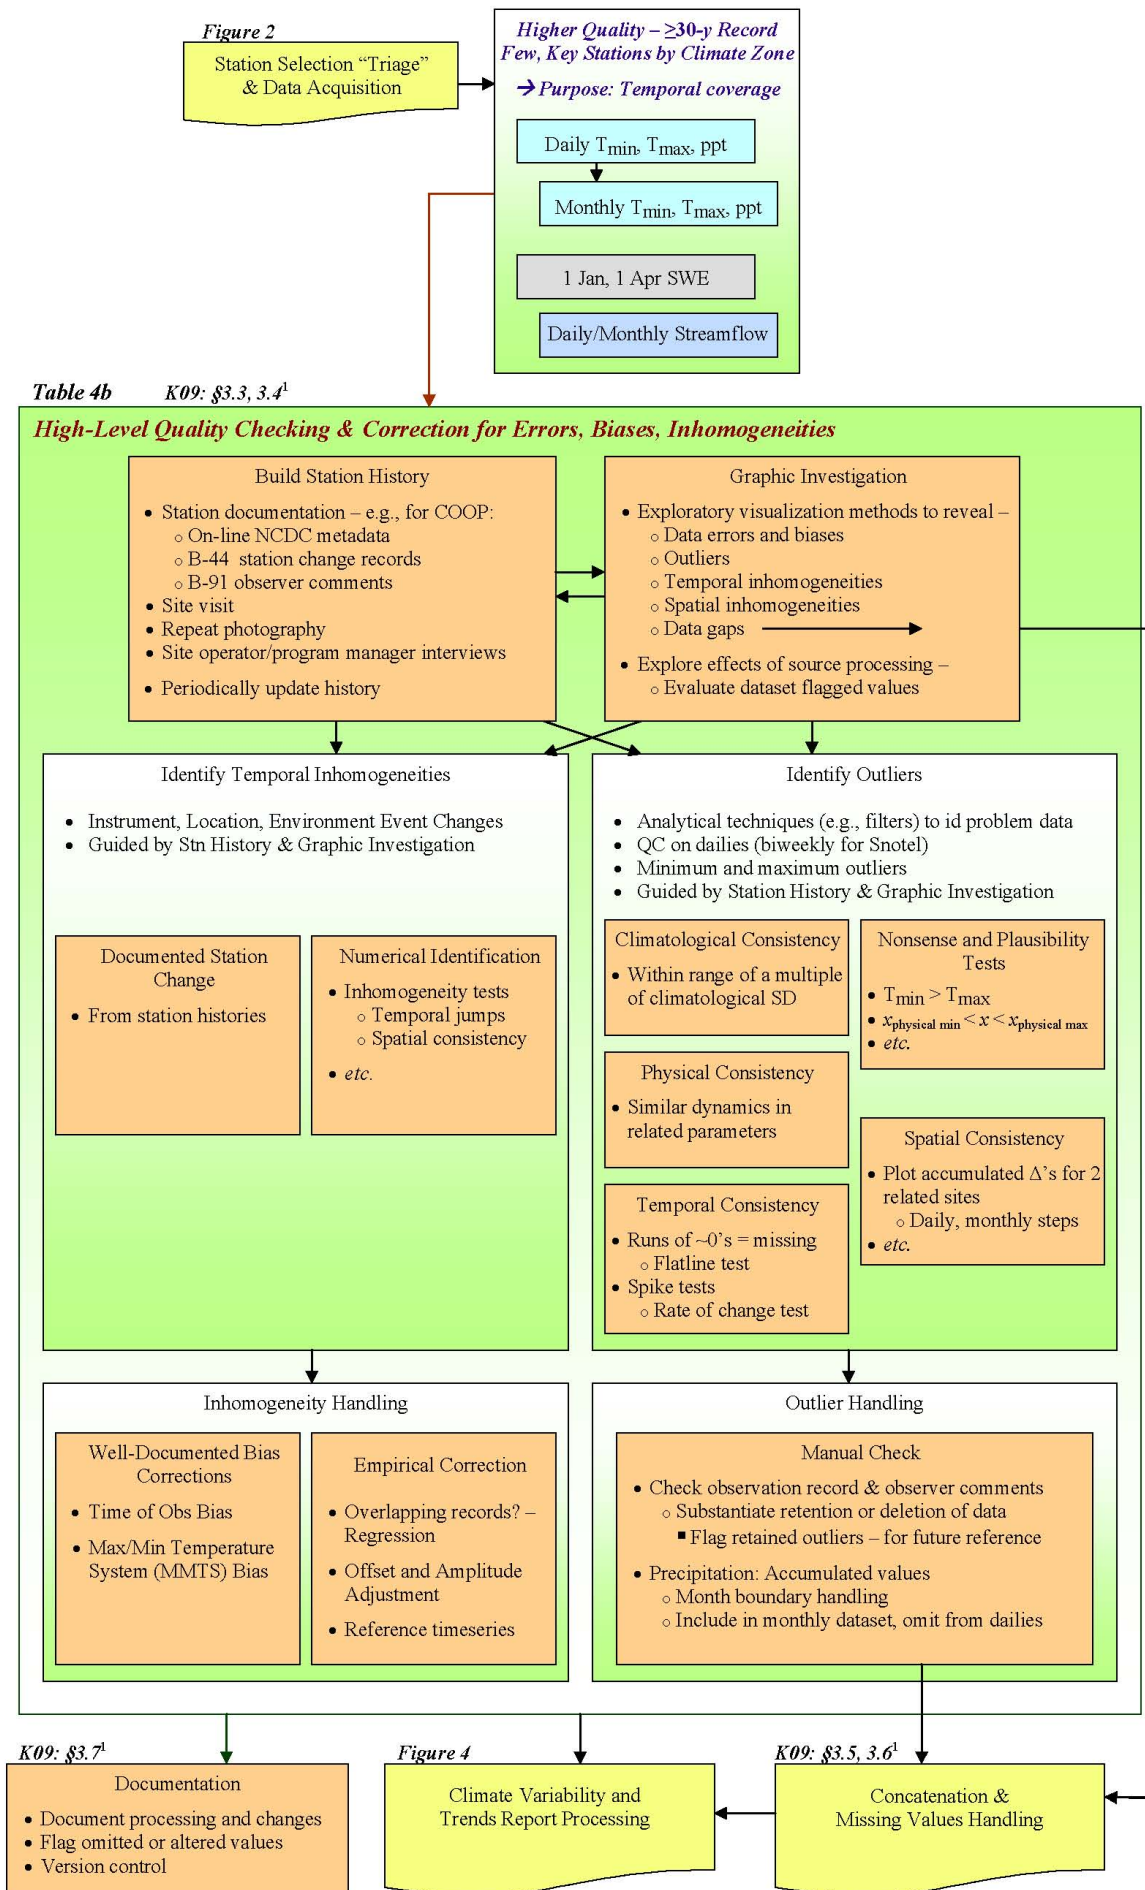 Figure 2
Station Selection “Triage”
& Data Acquisition
Higher Quality – ≥30-y Record
Few, Key Stations by Climate Zone
→ Purpose: Temporal coverage
Daily Tmin, Tmax, ppt
Monthly Tmin, Tmax, ppt
1 Jan, 1 Apr SWE
Daily/Monthly Streamflow
Table 4b K09: §3.3, 3.4¹
High-Level Quality Checking & Correction for Errors, Biases, Inhomogeneities
Build Station History
• Station documentation – e.g., for COOP:
○ On-line NCDC metadata
○ B-44 station change records
○ B-91 observer comments
• Site visit
• Repeat photography
• Site operator/program manager interviews
• Periodically update history
Graphic Investigation
• Exploratory visualization methods to reveal –
○ Data errors and biases
○ Outliers
○ Temporal inhomogeneities
○ Spatial inhomogeneities
○ Data gaps
• Explore effects of source processing –
○ Evaluate dataset flagged values
Identify Temporal Inhomogeneities
• Instrument, Location, Environment Event Changes
• Guided by Stn History & Graphic Investigation
Documented Station
Change
• From station histories
Numerical Identification
• Inhomogeneity tests
○ Temporal jumps
○ Spatial consistency
• etc.
Identify Outliers
• Analytical techniques (e.g., filters) to id problem data
• QC on dailies (biweekly for Snotel)
• Minimum and maximum outliers
• Guided by Station History & Graphic Investigation
Climatological Consistency
• Within range of a multiple
of climatological SD
Nonsense and Plausibility
Tests
• Tmin > Tmax
• xphysical min < x < xphysical max
• etc.
Physical Consistency
• Similar dynamics in
related parameters
Spatial Consistency
• Plot accumulated Δ’s for 2
related sites
○ Daily, monthly steps
• etc.
Temporal Consistency
• Runs of ~0’s = missing
○ Flatline test
• Spike tests
○ Rate of change test
Inhomogeneity Handling
Well-Documented Bias
Corrections
• Time of Obs Bias
• Max/Min Temperature
System (MMTS) Bias
Empirical Correction
• Overlapping records? –
Regression
• Offset and Amplitude
Adjustment
• Reference timeseries
Outlier Handling
Manual Check
• Check observation record & observer comments
○ Substantiate retention or deletion of data
▪ Flag retained outliers – for future reference
• Precipitation: Accumulated values
○ Month boundary handling
○ Include in monthly dataset, omit from dailies
K09: §3.7¹
Documentation
• Document processing and changes
• Flag omitted or altered values
• Version control
Figure 4
Climate Variability and
Trends Report Processing
K09: §3.5, 3.6¹
Concatenation &
Missing Values Handling